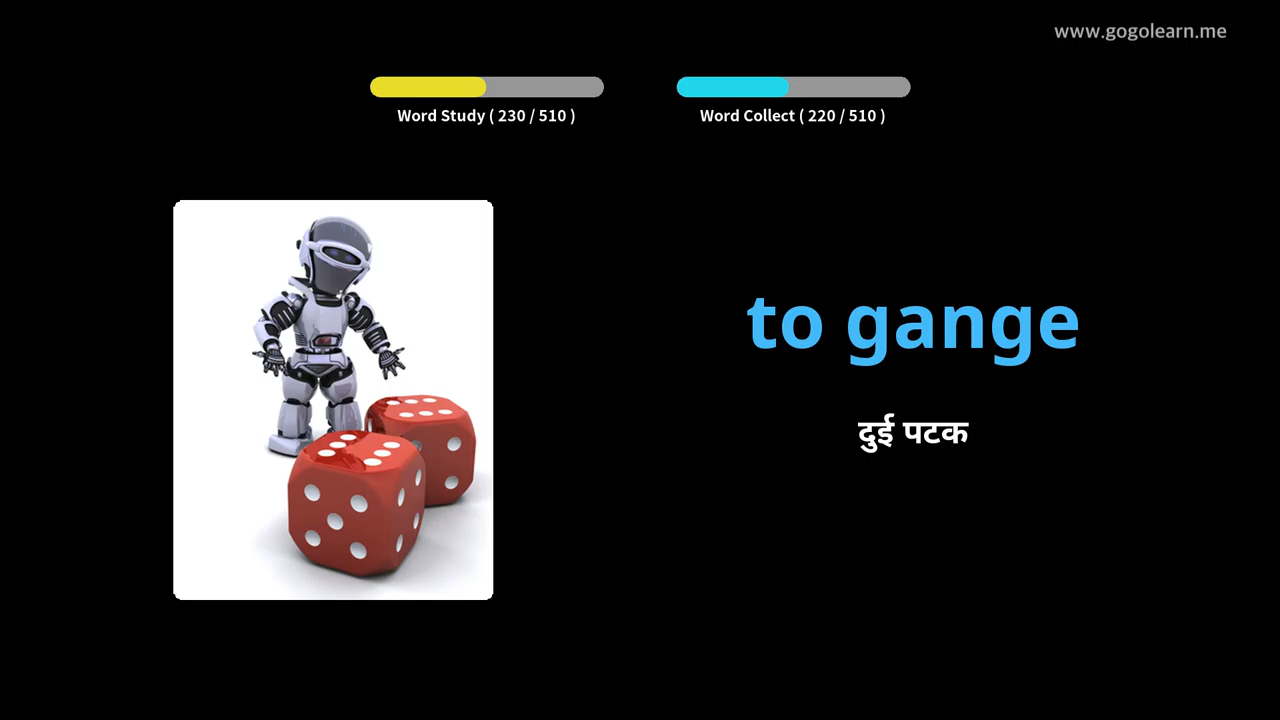 www.gogolearn.me
Word Study ( 230 / 510 )
Word Collect ( 220 / 510 )
to gange
दुई पटक